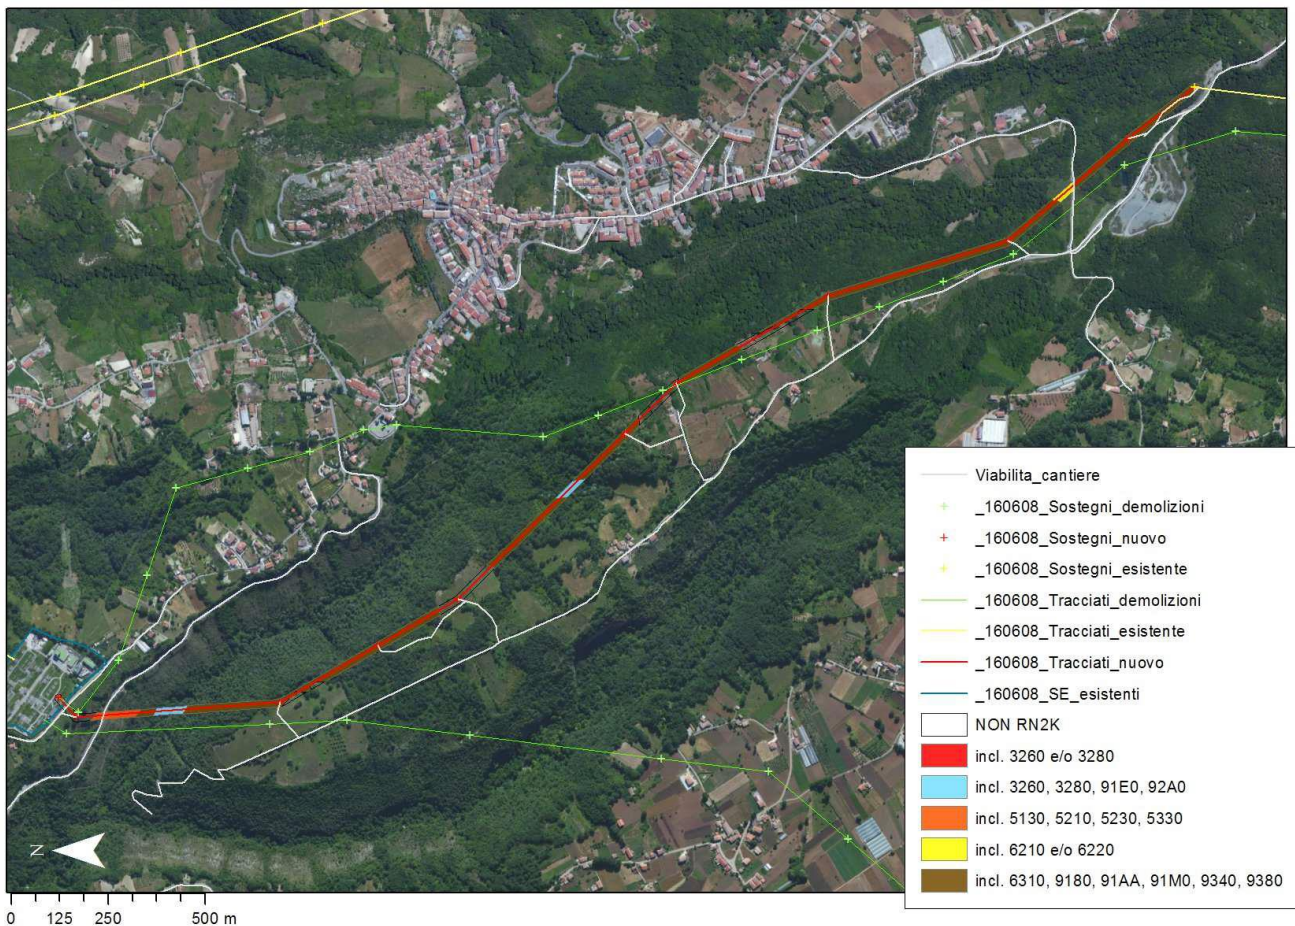 Viabilita_cantiere
_160608_Sostegni_demolizioni
_160608_Sostegni_nuovo
_160608_Sostegni_esistente
_160608_Tracciati_demolizioni
_160608_Tracciati_esistente
_160608_Tracciati_nuovo
_160608_SE_esistenti
NON RN2K
incl. 3260 e/o 3280
incl. 3260, 3280, 91E0, 92A0
incl. 5130, 5210, 5230, 5330
incl. 6210 e/o 6220
incl. 6310, 9180, 91AA, 91M0, 9340, 9380
N
0 125 250 500 m